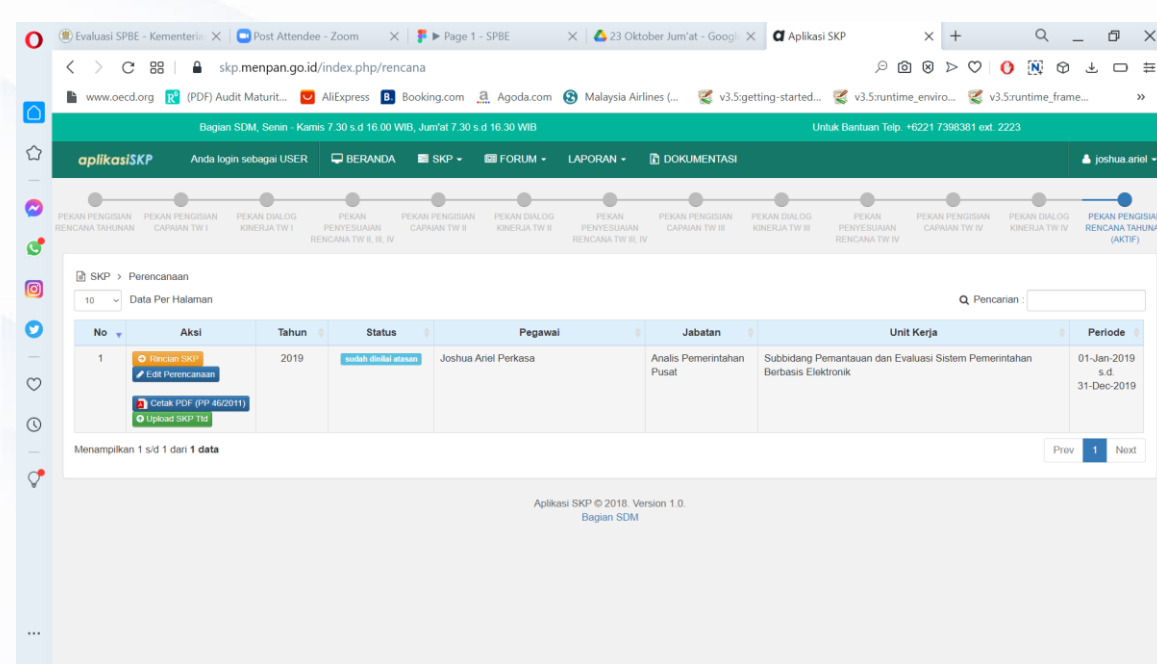 Evaluasi SPBE - Kementeria
Post Attendee - Zoom
Page 1 - SPBE
23 Oktober Jum'at - Googl
Aplikasi SKP
skp.menpan.go.id/index.php/rencana
www.oecd.org
(PDF) Audit Maturit...
AliExpress
Booking.com
Agoda.com
Malaysia Airlines (...
v3.5:getting-started...
v3.5:runtime_enviro...
v3.5:runtime_frame...
Bagian SDM, Senin - Kamis 7.30 s.d 16.00 WIB, Jum'at 7.30 s.d 16.30 WIB
Untuk Bantuan Telp. +6221 7398381 ext. 2223
aplikasiSKP
Anda login sebagai USER
BERANDA
SKP
FORUM
LAPORAN
DOKUMENTASI
joshua.ariel
PEKAN PENGISIAN
RENCANA TAHUNAN
PEKAN PENGISIAN
CAPAIAN TW I
PEKAN DIALOG
KINERJA TW I
PEKAN
PENYESUAIAN
RENCANA TW II, III, IV
PEKAN PENGISIAN
CAPAIAN TW II
PEKAN DIALOG
KINERJA TW II
PEKAN
PENYESUAIAN
RENCANA TW III, IV
PEKAN PENGISIAN
CAPAIAN TW III
PEKAN DIALOG
KINERJA TW III
PEKAN
PENYESUAIAN
RENCANA TW IV
PEKAN PENGISIAN
CAPAIAN TW IV
PEKAN DIALOG
KINERJA TW IV
PEKAN PENGISIA
RENCANA TAHUNA
(AKTIF)
SKP > Perencanaan
10 Data Per Halaman
Pencarian :
No Aksi Tahun Status Pegawai Jabatan Unit Kerja Periode
1
Rincian SKP
Edit Perencanaan
Cetak PDF (PP 46/2011)
Upload SKP Ttd
2019
sudah dinilai atasan
Joshua Ariel Perkasa
Analis Pemerintahan
Pusat
Subbidang Pemantauan dan Evaluasi Sistem Pemerintahan
Berbasis Elektronik
01-Jan-2019
s.d.
31-Dec-2019
Menampilkan 1 s/d 1 dari 1 data
Prev 1 Next
Aplikasi SKP © 2018. Version 1.0.
Bagian SDM